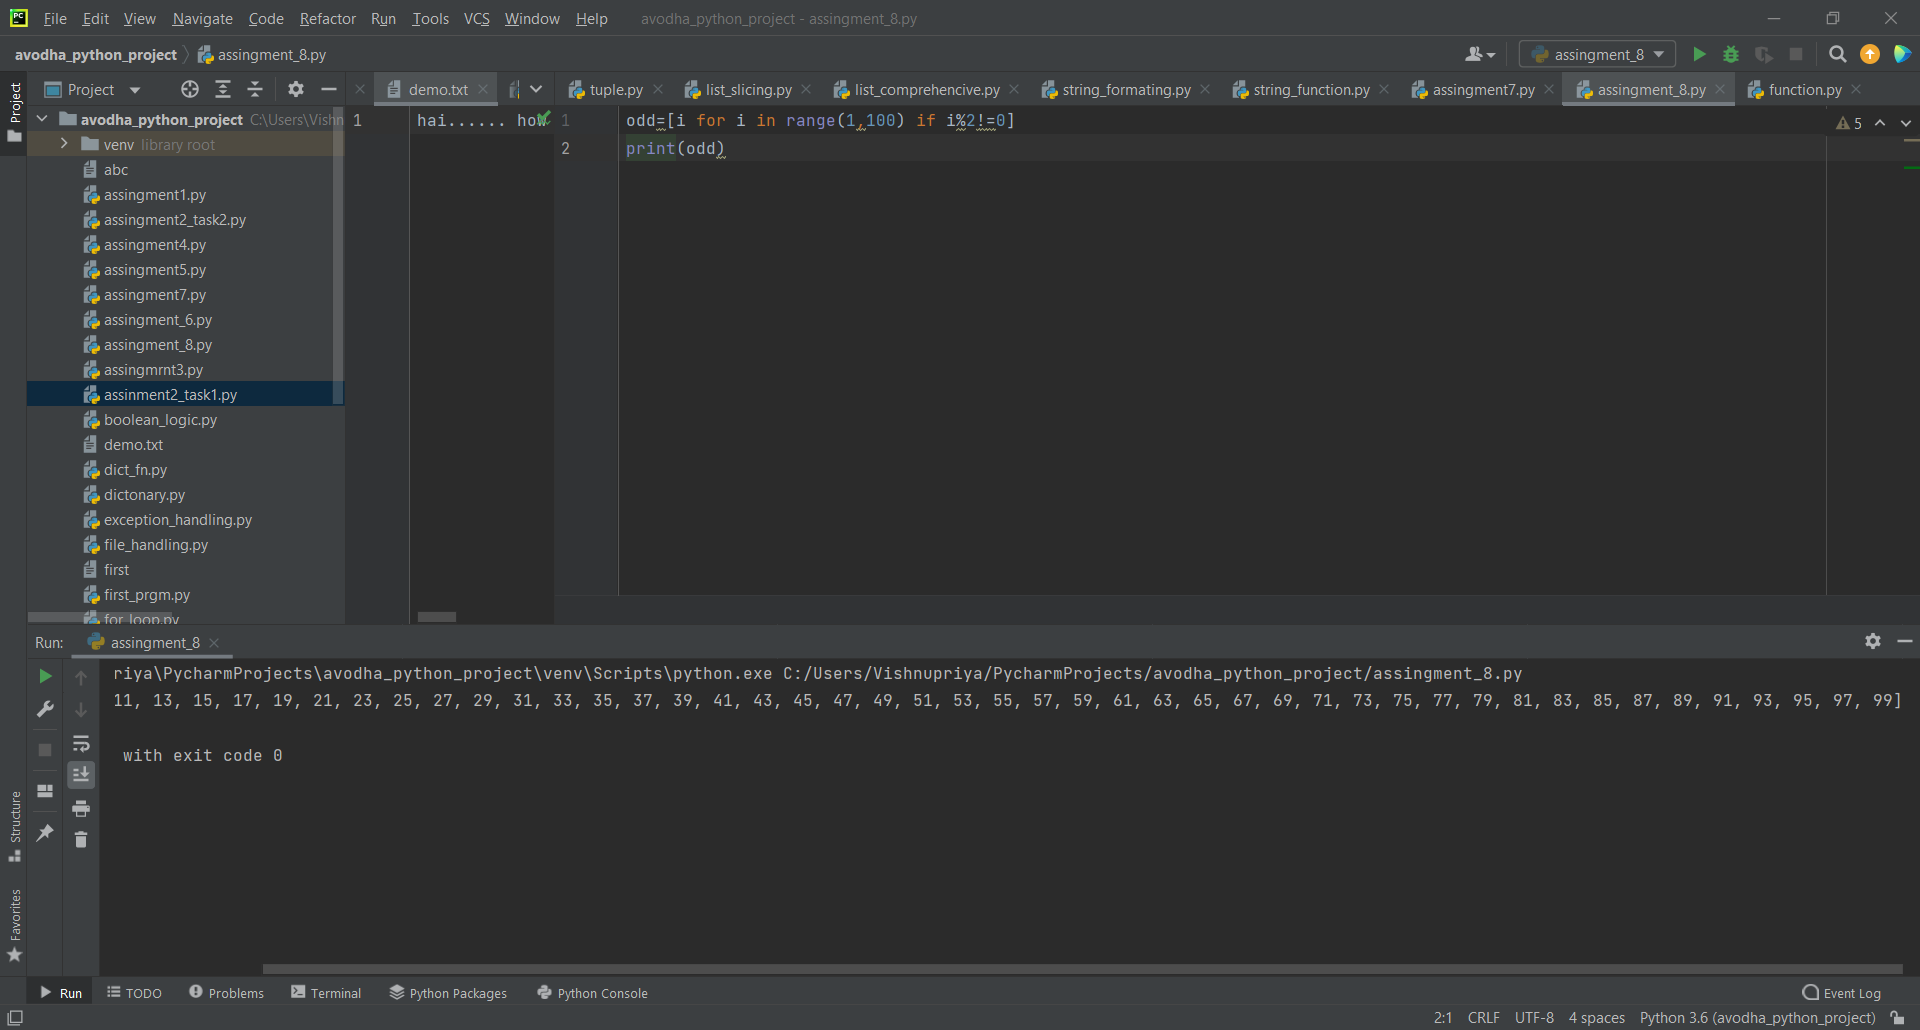 File Edit View Navigate Code Refactor Run Tools VCS Window Help avodha_python_project - assingment_8.py
avodha_python_project assingment_8.py assingment_8
Project
Project demo.txt tuple.py list_slicing.py list_comprehencive.py string_formating.py string_function.py assingment7.py assingment_8.py function.py
avodha_python_project C:\Users\Vishn
venv library root
abc
assingment1.py
assingment2_task2.py
assingment4.py
assingment5.py
assingment7.py
assingment_6.py
assingment_8.py
assingmrnt3.py
assinment2_task1.py
boolean_logic.py
demo.txt
dict_fn.py
dictonary.py
exception_handling.py
file_handling.py
first
first_prgm.py
for_loop.py
1 hai...... how
1 odd=[i for i in range(1,100) if i%2!=0]
2 print(odd)
5
Run: assingment_8
riya\PycharmProjects\avodha_python_project\venv\Scripts\python.exe C:/Users/Vishnupriya/PycharmProjects/avodha_python_project/assingment_8.py
11, 13, 15, 17, 19, 21, 23, 25, 27, 29, 31, 33, 35, 37, 39, 41, 43, 45, 47, 49, 51, 53, 55, 57, 59, 61, 63, 65, 67, 69, 71, 73, 75, 77, 79, 81, 83, 85, 87, 89, 91, 93, 95, 97, 99]
with exit code 0
Structure
Favorites
Run TODO Problems Terminal Python Packages Python Console Event Log
2:1 CRLF UTF-8 4 spaces Python 3.6 (avodha_python_project)